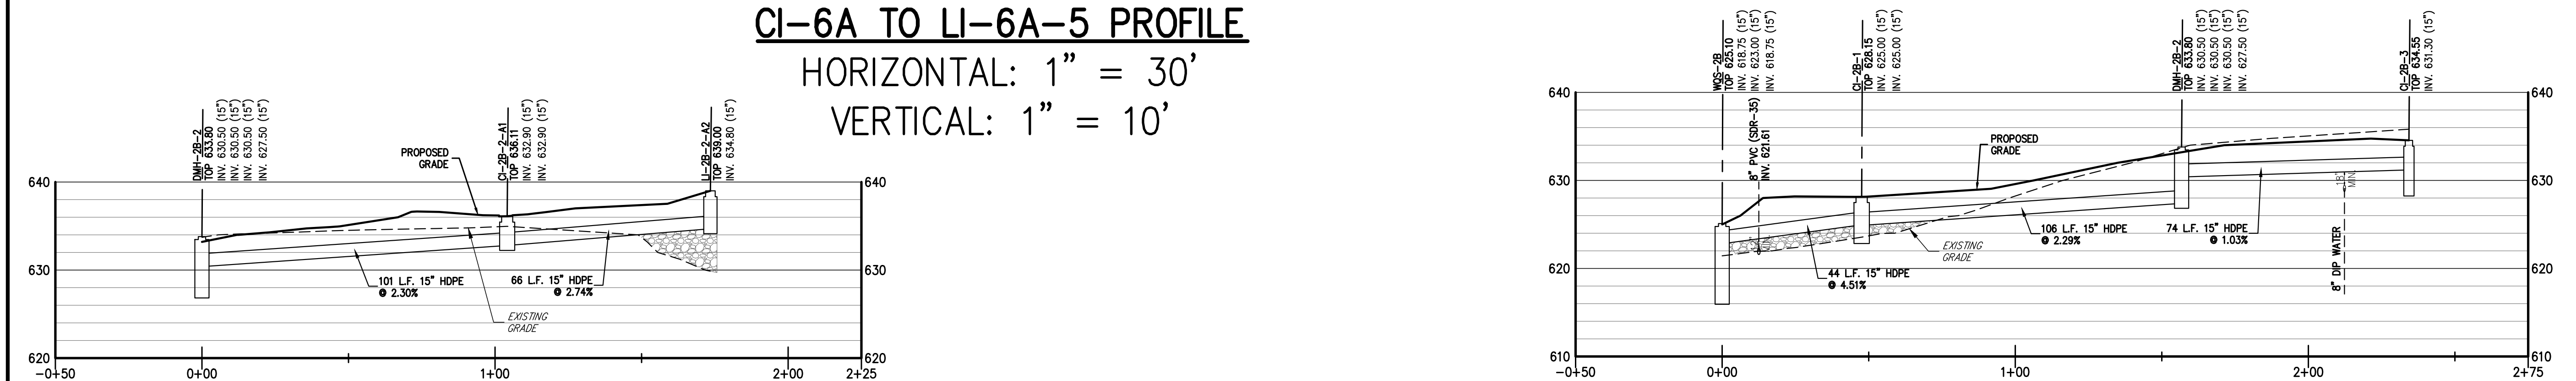 CI-6A TO LI-6A-5 PROFILE
HORIZONTAL: 1" = 30'
VERTICAL: 1" = 10'
DMH-2B-2
TOP 633.80
INV. 630.50 (15")
INV. 630.50 (15")
INV. 630.50 (15")
INV. 627.50 (15")
CI-2B-2-A1
TOP 636.11
INV. 632.90 (15")
INV. 632.90 (15")
LI-2B-2-A2
TOP 639.00
INV. 634.80 (15")
PROPOSED
GRADE
640
640
630
630
620
620
101 L.F. 15" HDPE
@ 2.30%
66 L.F. 15" HDPE
@ 2.74%
EXISTING
GRADE
-0+50
0+00
1+00
2+00
2+25
WQS-2B
TOP 625.10
INV. 618.75 (15")
INV. 623.00 (15")
INV. 618.75 (15")
8" PVC (SDR-35)
INV. 621.61
CI-2B-1
TOP 628.15
INV. 625.00 (15")
INV. 625.00 (15")
DMH-2B-2
TOP 633.80
INV. 630.50 (15")
INV. 630.50 (15")
INV. 630.50 (15")
INV. 627.50 (15")
CI-2B-3
TOP 634.55
INV. 631.30 (15")
640
640
PROPOSED
GRADE
630
630
18"
MIN.
106 L.F. 15" HDPE
@ 2.29%
74 L.F. 15" HDPE
@ 1.03%
EXISTING
GRADE
44 L.F. 15" HDPE
@ 4.51%
8" DIP WATER
620
620
610
610
-0+50
0+00
1+00
2+00
2+75